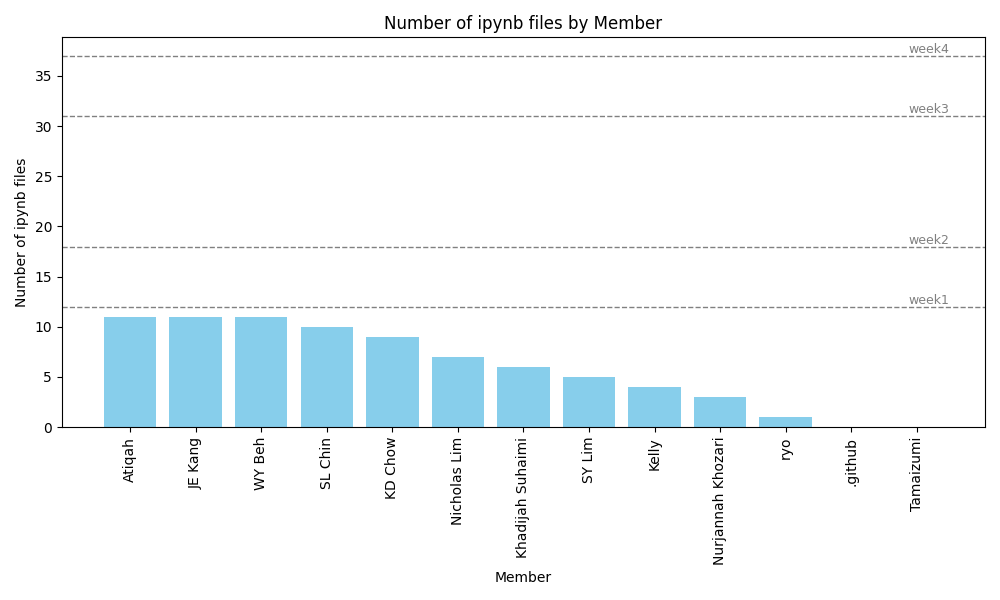 Number of ipynb files by Member
Number of ipynb files
35
30
25
20
15
10
5
0
week4
week3
week2
week1
Atiqah
JE Kang
WY Beh
SL Chin
KD Chow
Nicholas Lim
Khadijah Suhaimi
SY Lim
Kelly
Nurjannah Khozari
ryo
.github
Tamaizumi
Member